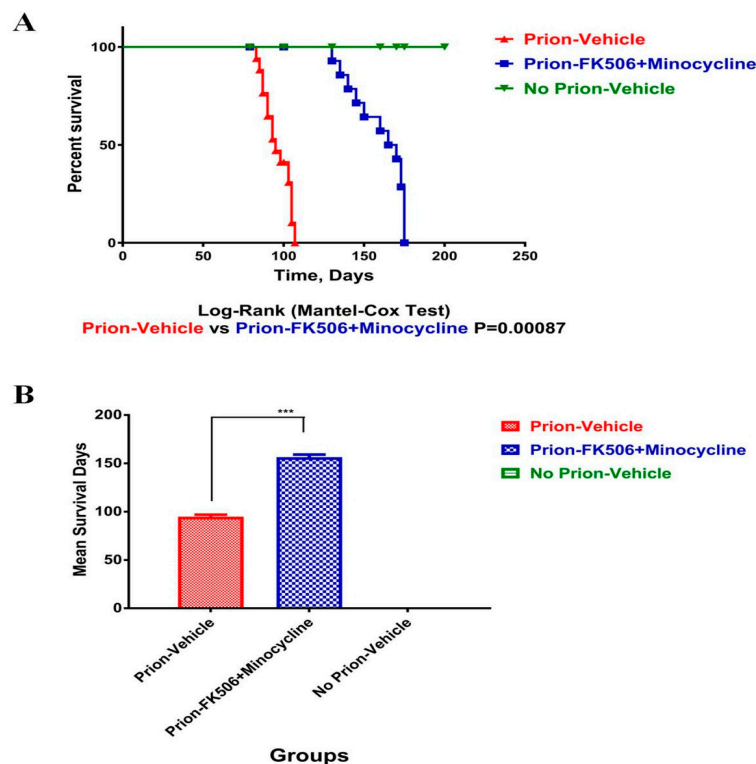 A
Prion-Vehicle
Prion-FK506+Minocycline
No Prion-Vehicle
Percent survival
100
50
0
0 50 100 150 200 250
Time, Days
Log-Rank (Mantel-Cox Test)
Prion-Vehicle vs Prion-FK506+Minocycline P=0.00087
B
Mean Survival Days
200
150
100
50
0
***
Prion-Vehicle
Prion-FK506+Minocycline
No Prion-Vehicle
Prion-Vehicle
Prion-FK506+Minocycline
No Prion-Vehicle
Groups